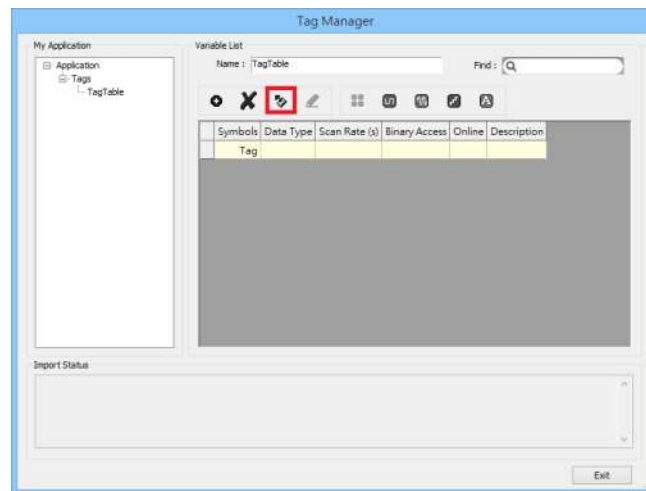 Tag Manager
My Application
Application
Tags
TagTable
Variable List
Name : TagTable
Find :
Symbols Data Type Scan Rate (s) Binary Access Online Description
Tag
Import Status
Exit